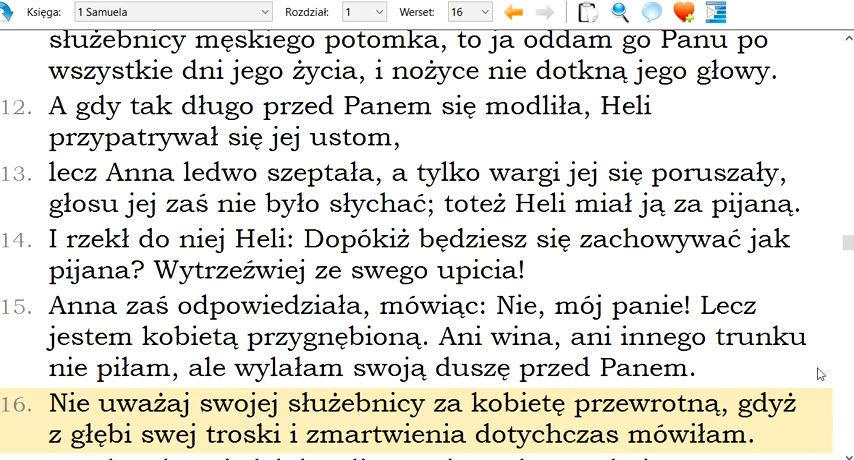 Księga: 1 Samuela Rozdział: 1 Werset: 16
służebnicy męskiego potomka, to ja oddam go Panu po
wszystkie dni jego życia, i nożyce nie dotkną jego głowy.
12. A gdy tak długo przed Panem się modliła, Heli
przypatrywał się jej ustom,
13. lecz Anna ledwo szeptała, a tylko wargi jej się poruszały,
głosu jej zaś nie było słychać; toteż Heli miał ją za pijaną.
14. I rzekł do niej Heli: Dopókiż będziesz się zachowywać jak
pijana? Wytrzeźwiej ze swego upicia!
15. Anna zaś odpowiedziała, mówiąc: Nie, mój panie! Lecz
jestem kobietą przygnębioną. Ani wina, ani innego trunku
nie piłam, ale wylałam swoją duszę przed Panem.
16. Nie uważaj swojej służebnicy za kobietę przewrotną, gdyż
z głębi swej troski i zmartwienia dotychczas mówiłam.